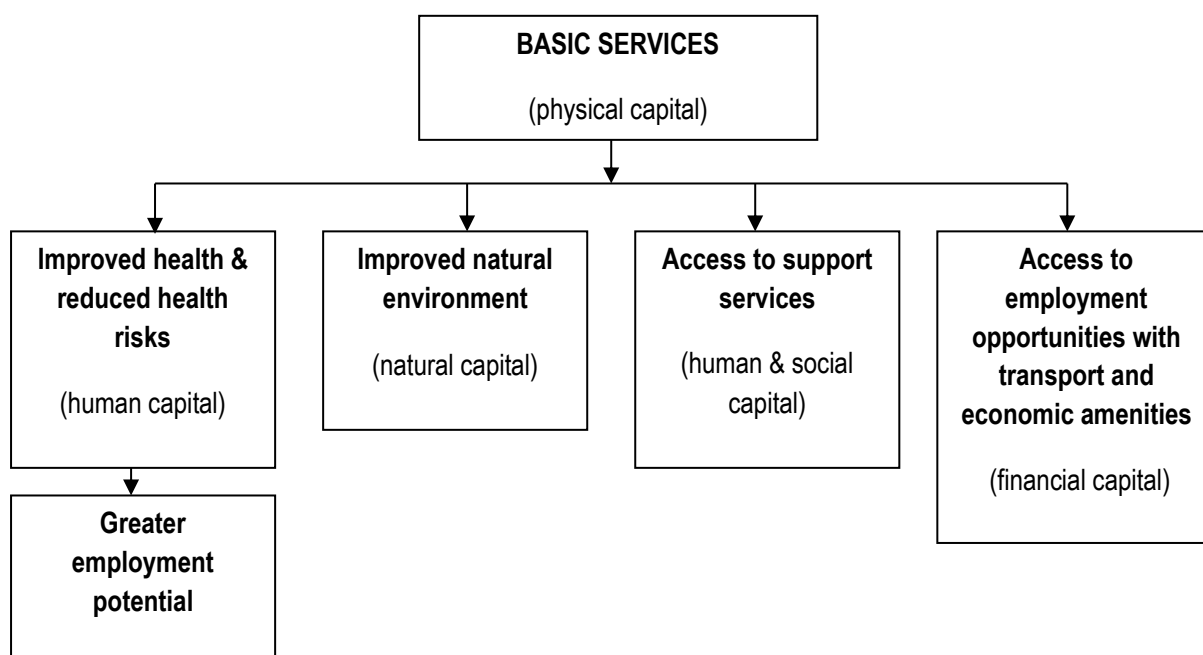 BASIC SERVICES
(physical capital)
Improved health &
reduced health
risks
(human capital)
Improved natural
environment
(natural capital)
Access to support
services
(human & social
capital)
Access to
employment
opportunities with
transport and
economic amenities
(financial capital)
Greater
employment
potential